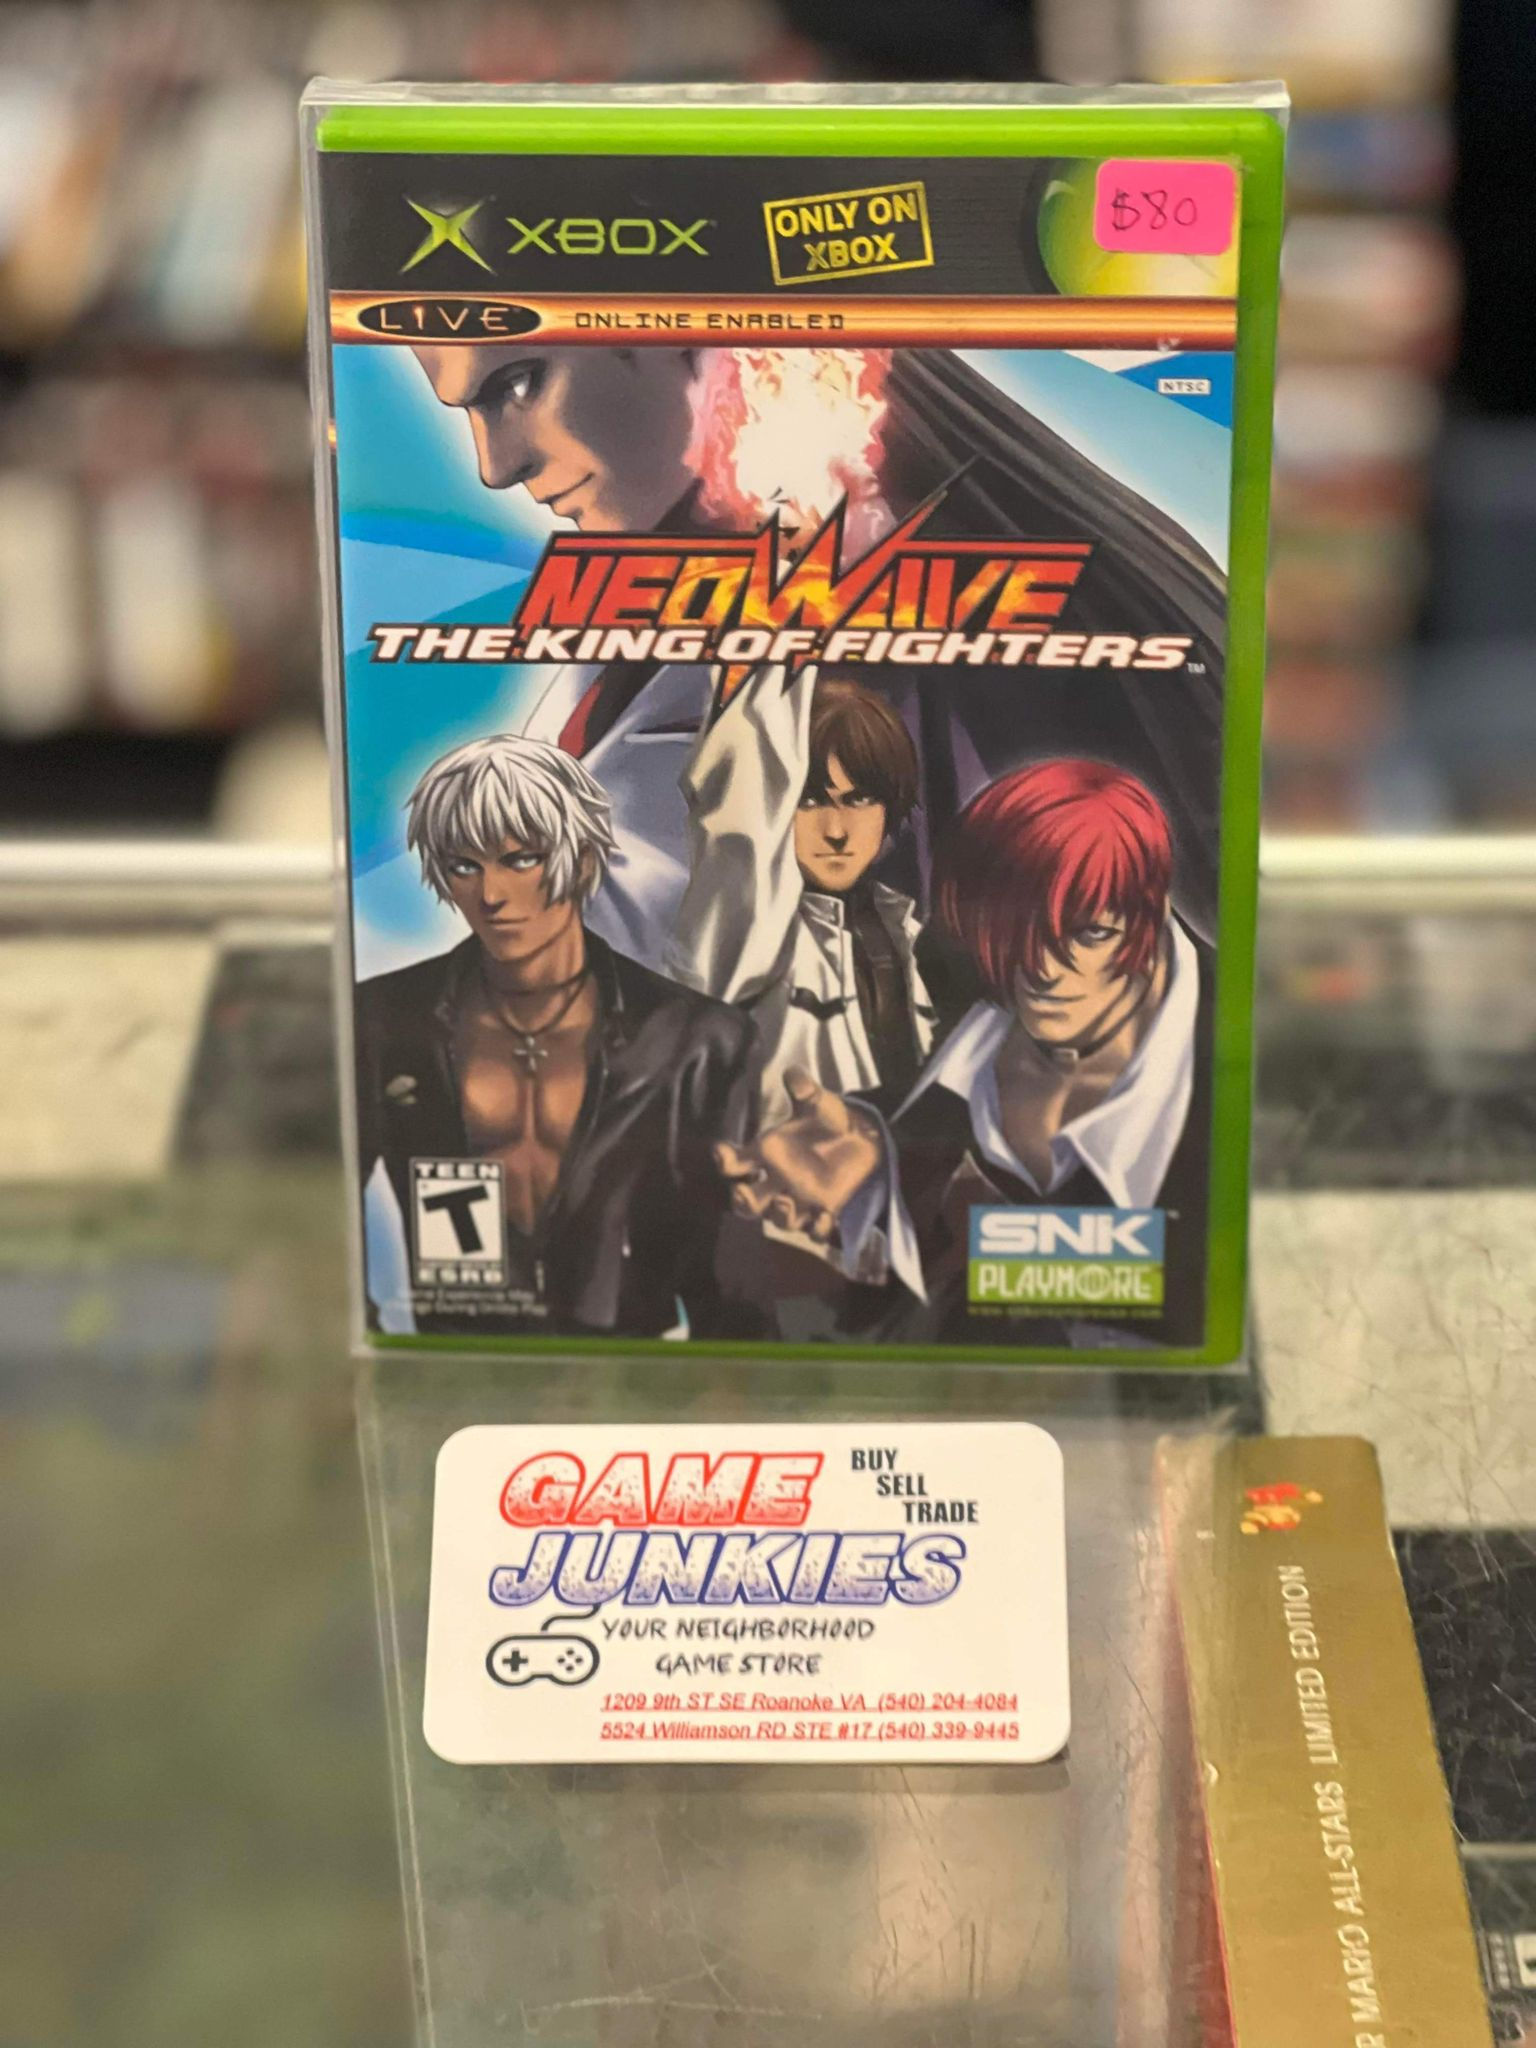 XBOX
ONLY ON
XBOX
$80
LIVE ONLINE ENABLED
NTSC
NEOWAVE
THE KING OF FIGHTERS™
TEEN
T
ESRB
SNK
PLAYMORE
GAME
JUNKIES
BUY
SELL
TRADE
YOUR NEIGHBORHOOD
GAME STORE
1209 9th ST SE Roanoke VA (540) 204-4084
5524 Williamson RD STE #17 (540) 339-9445
R MARIO ALL-STARS LIMITED EDITION